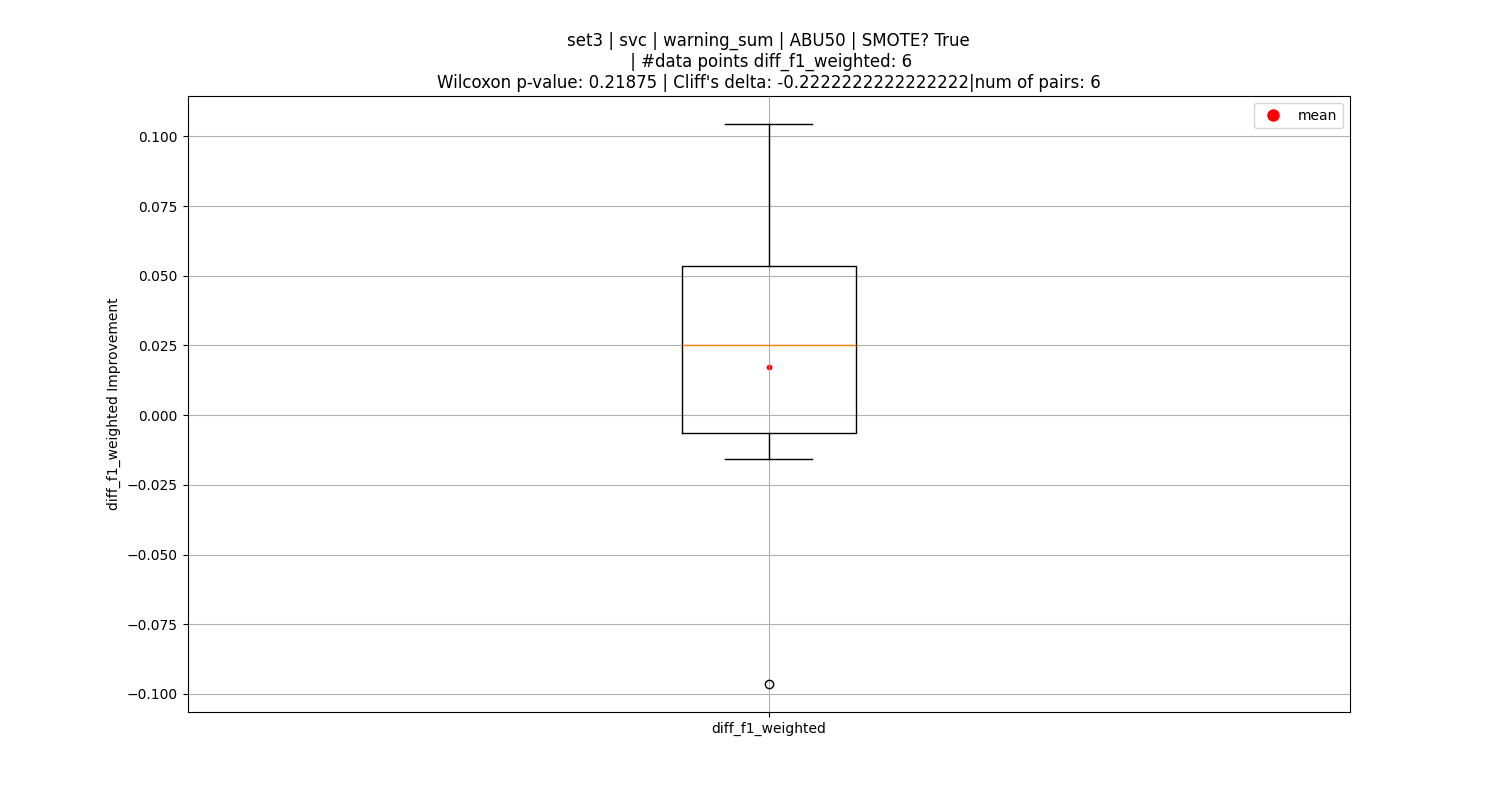 set3 | svc | warning_sum | ABU50 | SMOTE? True
| #data points diff_f1_weighted: 6
Wilcoxon p-value: 0.21875 | Cliff's delta: -0.2222222222222222|num of pairs: 6
mean
0.100
0.075
0.050
0.025
0.000
−0.025
−0.050
−0.075
−0.100
diff_f1_weighted Improvement
diff_f1_weighted